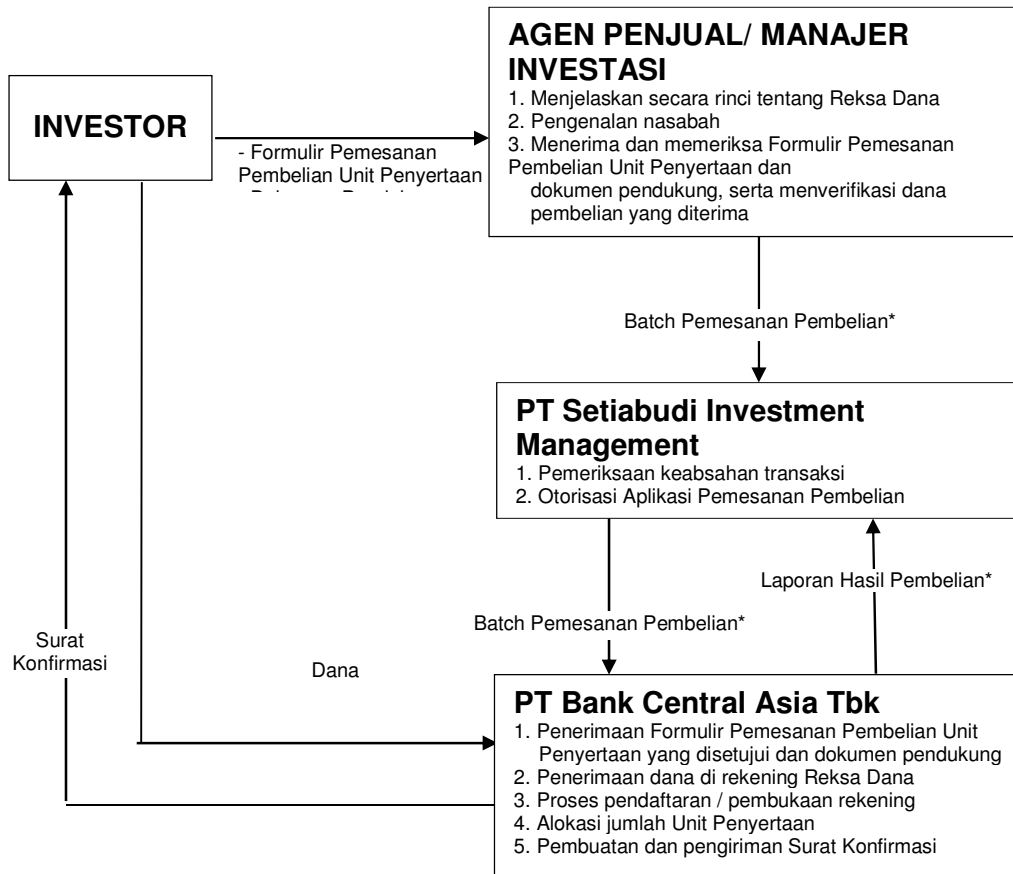 AGEN PENJUAL/ MANAJER
INVESTASI
1. Menjelaskan secara rinci tentang Reksa Dana
2. Pengenalan nasabah
3. Menerima dan memeriksa Formulir Pemesanan
Pembelian Unit Penyertaan dan
dokumen pendukung, serta menverifikasi dana
pembelian yang diterima
INVESTOR
- Formulir Pemesanan
Pembelian Unit Penyertaan
Batch Pemesanan Pembelian*
PT Setiabudi Investment
Management
1. Pemeriksaan keabsahan transaksi
2. Otorisasi Aplikasi Pemesanan Pembelian
Laporan Hasil Pembelian*
Batch Pemesanan Pembelian*
Surat
Konfirmasi
Dana
PT Bank Central Asia Tbk
1. Penerimaan Formulir Pemesanan Pembelian Unit
Penyertaan yang disetujui dan dokumen pendukung
2. Penerimaan dana di rekening Reksa Dana
3. Proses pendaftaran / pembukaan rekening
4. Alokasi jumlah Unit Penyertaan
5. Pembuatan dan pengiriman Surat Konfirmasi